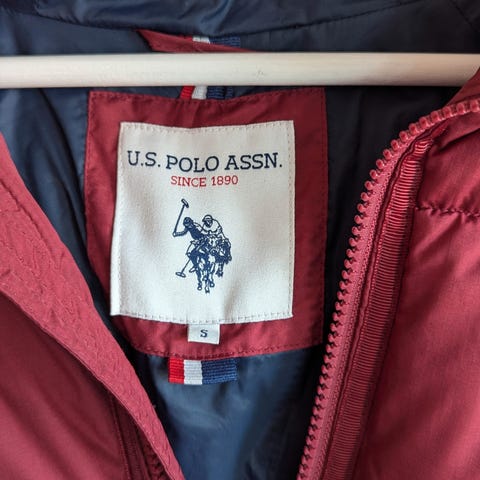 U.S. POLO ASSN.
SINCE 1890
S